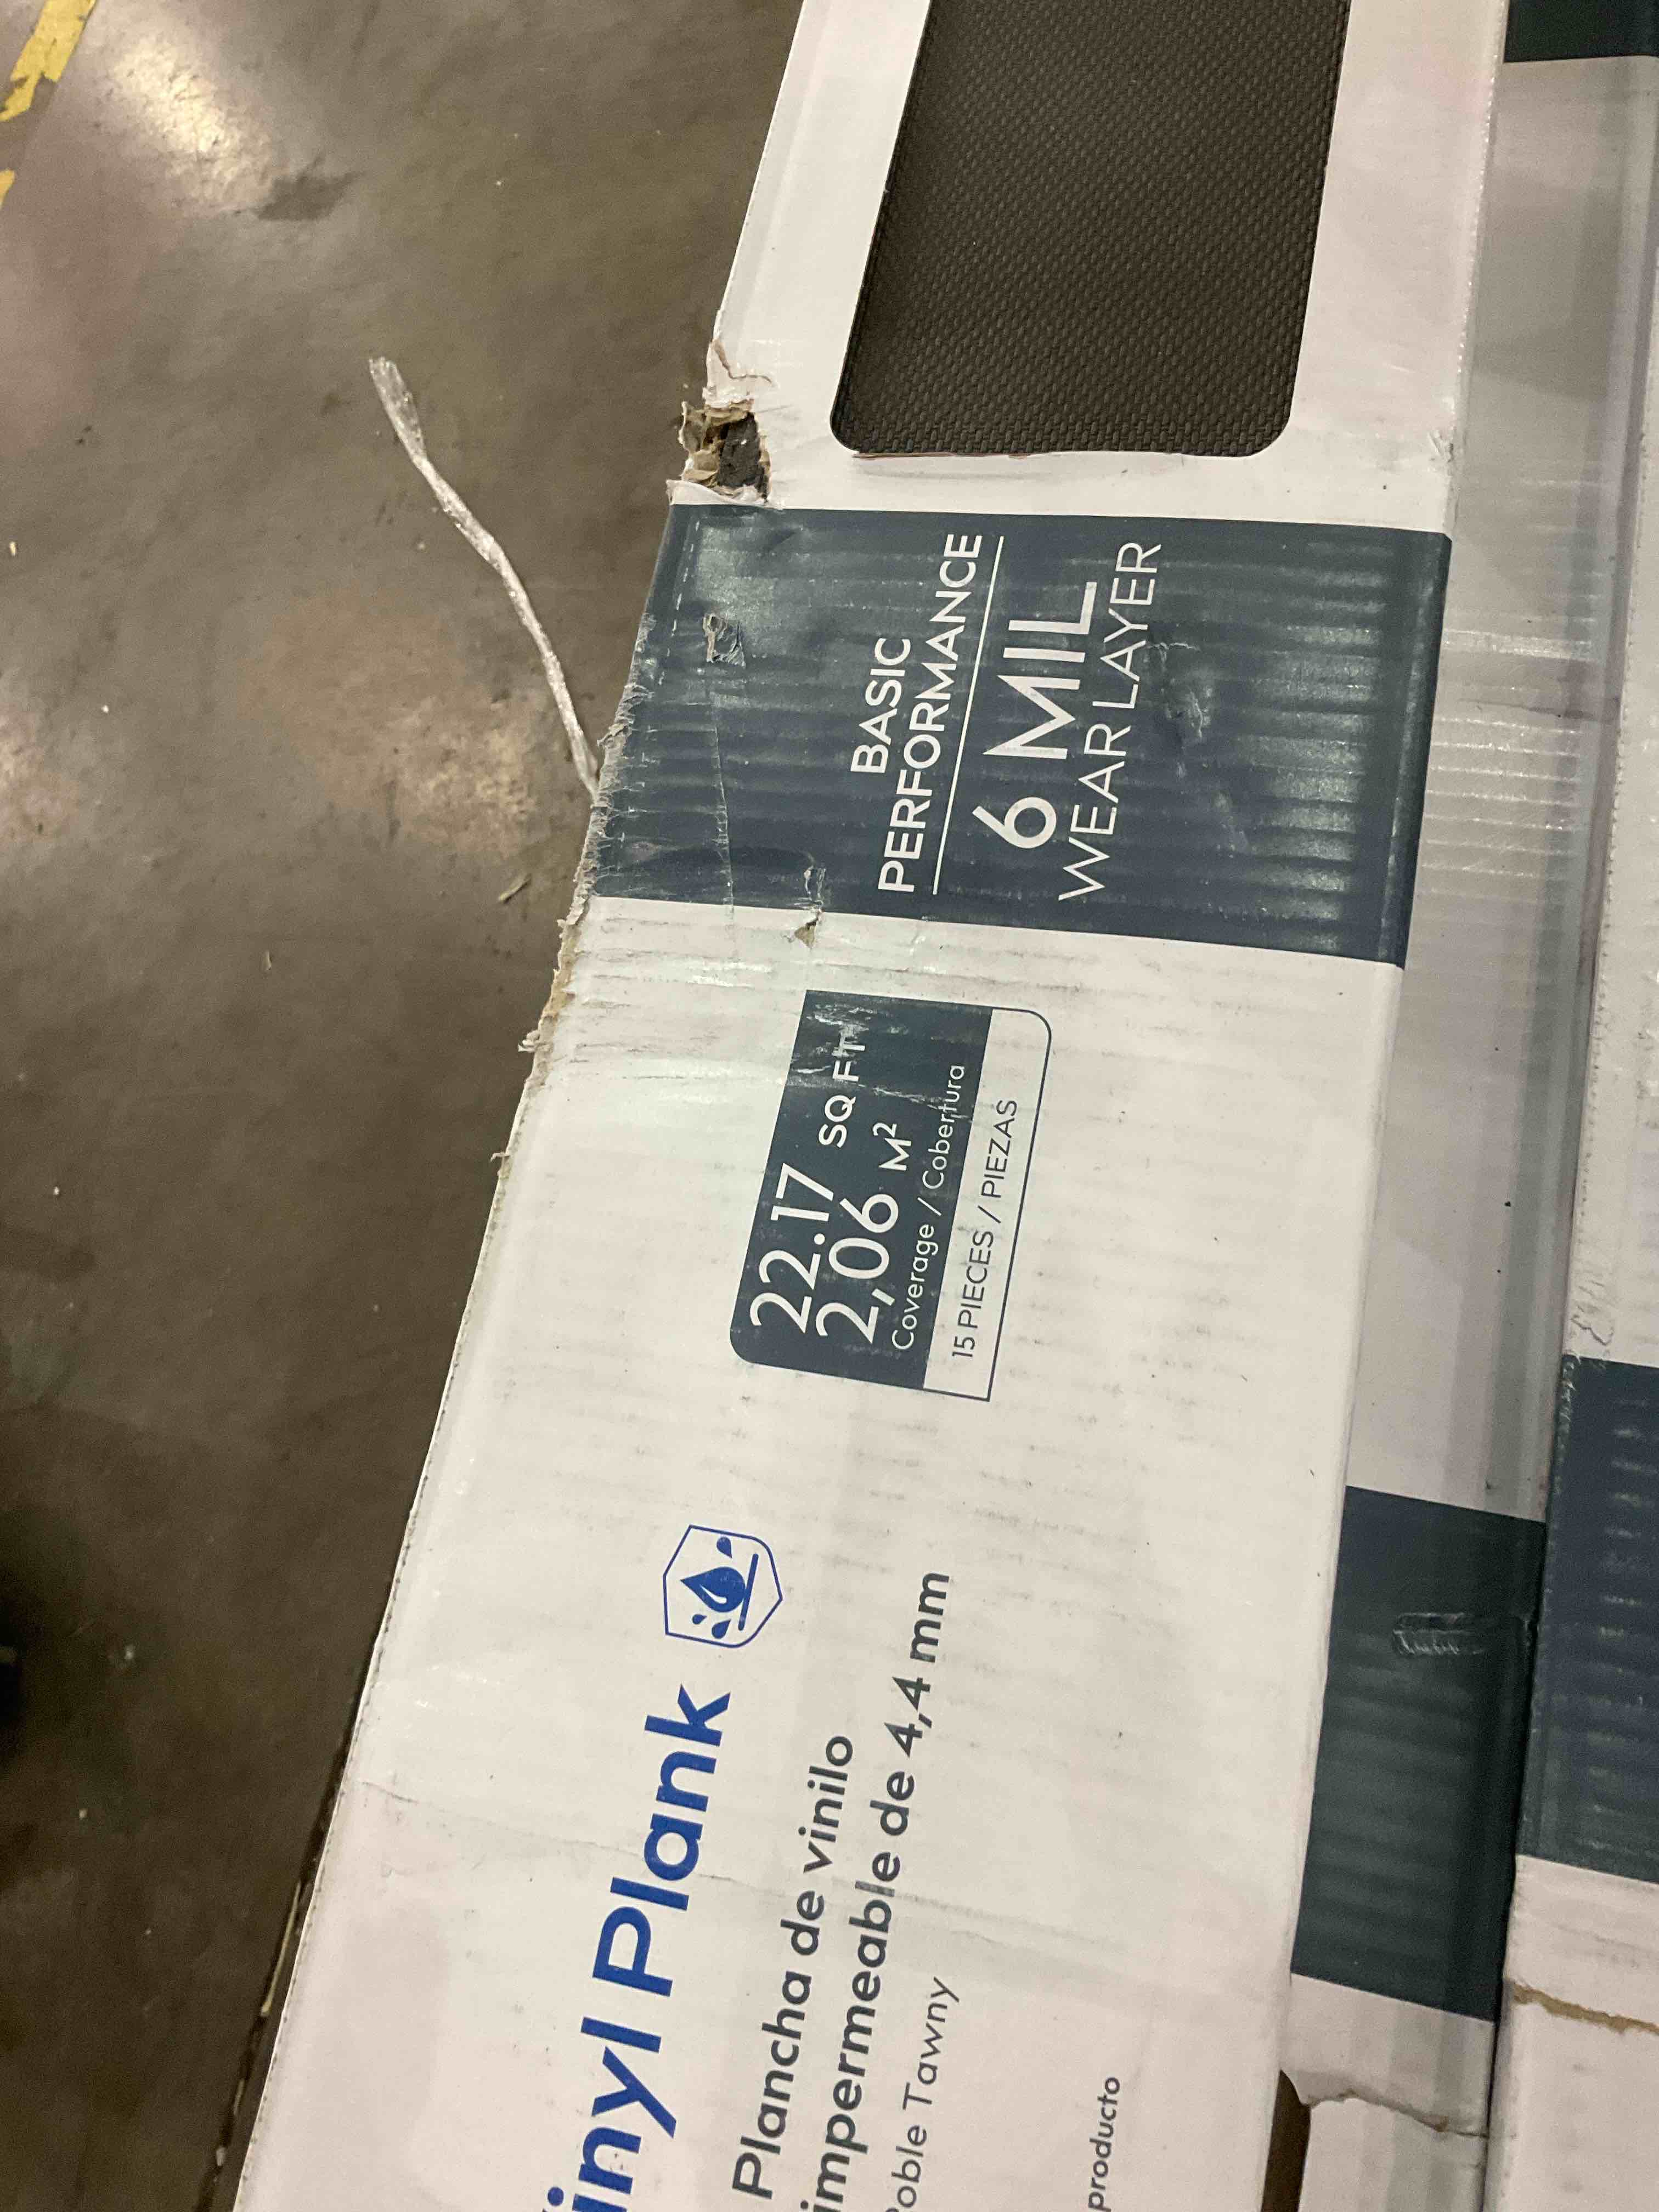 BASIC
PERFORMANCE
6 MIL
WEAR LAYER
22.17 SQ FT
2,06 M²
Coverage / Cobertura
15 PIECES / PIEZAS
inyl Plank
Plancha de vinilo
impermeable de 4,4 mm
oble Tawny
producto